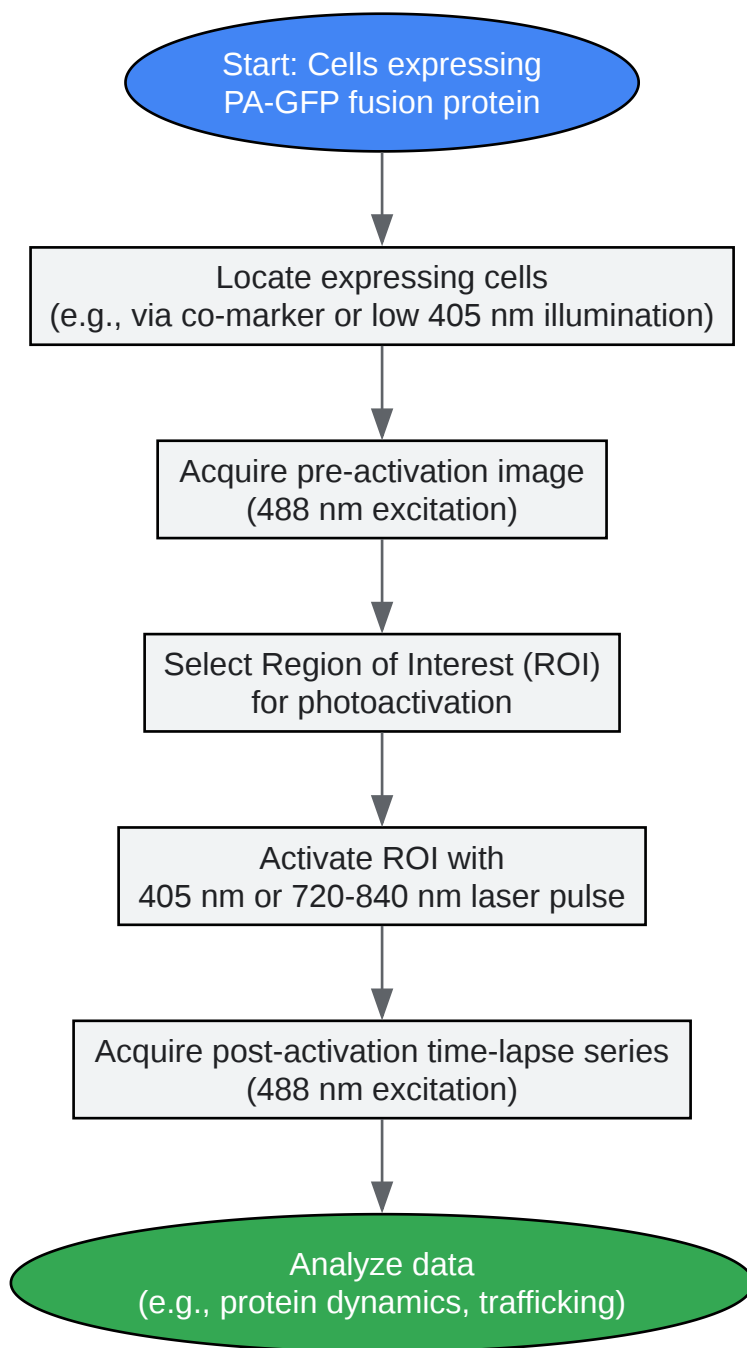 Start: Cells expressing
PA-GFP fusion protein
Locate expressing cells
(e.g., via co-marker or low 405 nm illumination)
Acquire pre-activation image
(488 nm excitation)
Select Region of Interest (ROI)
for photoactivation
Activate ROI with
405 nm or 720-840 nm laser pulse
Acquire post-activation time-lapse series
(488 nm excitation)
Analyze data
(e.g., protein dynamics, trafficking)